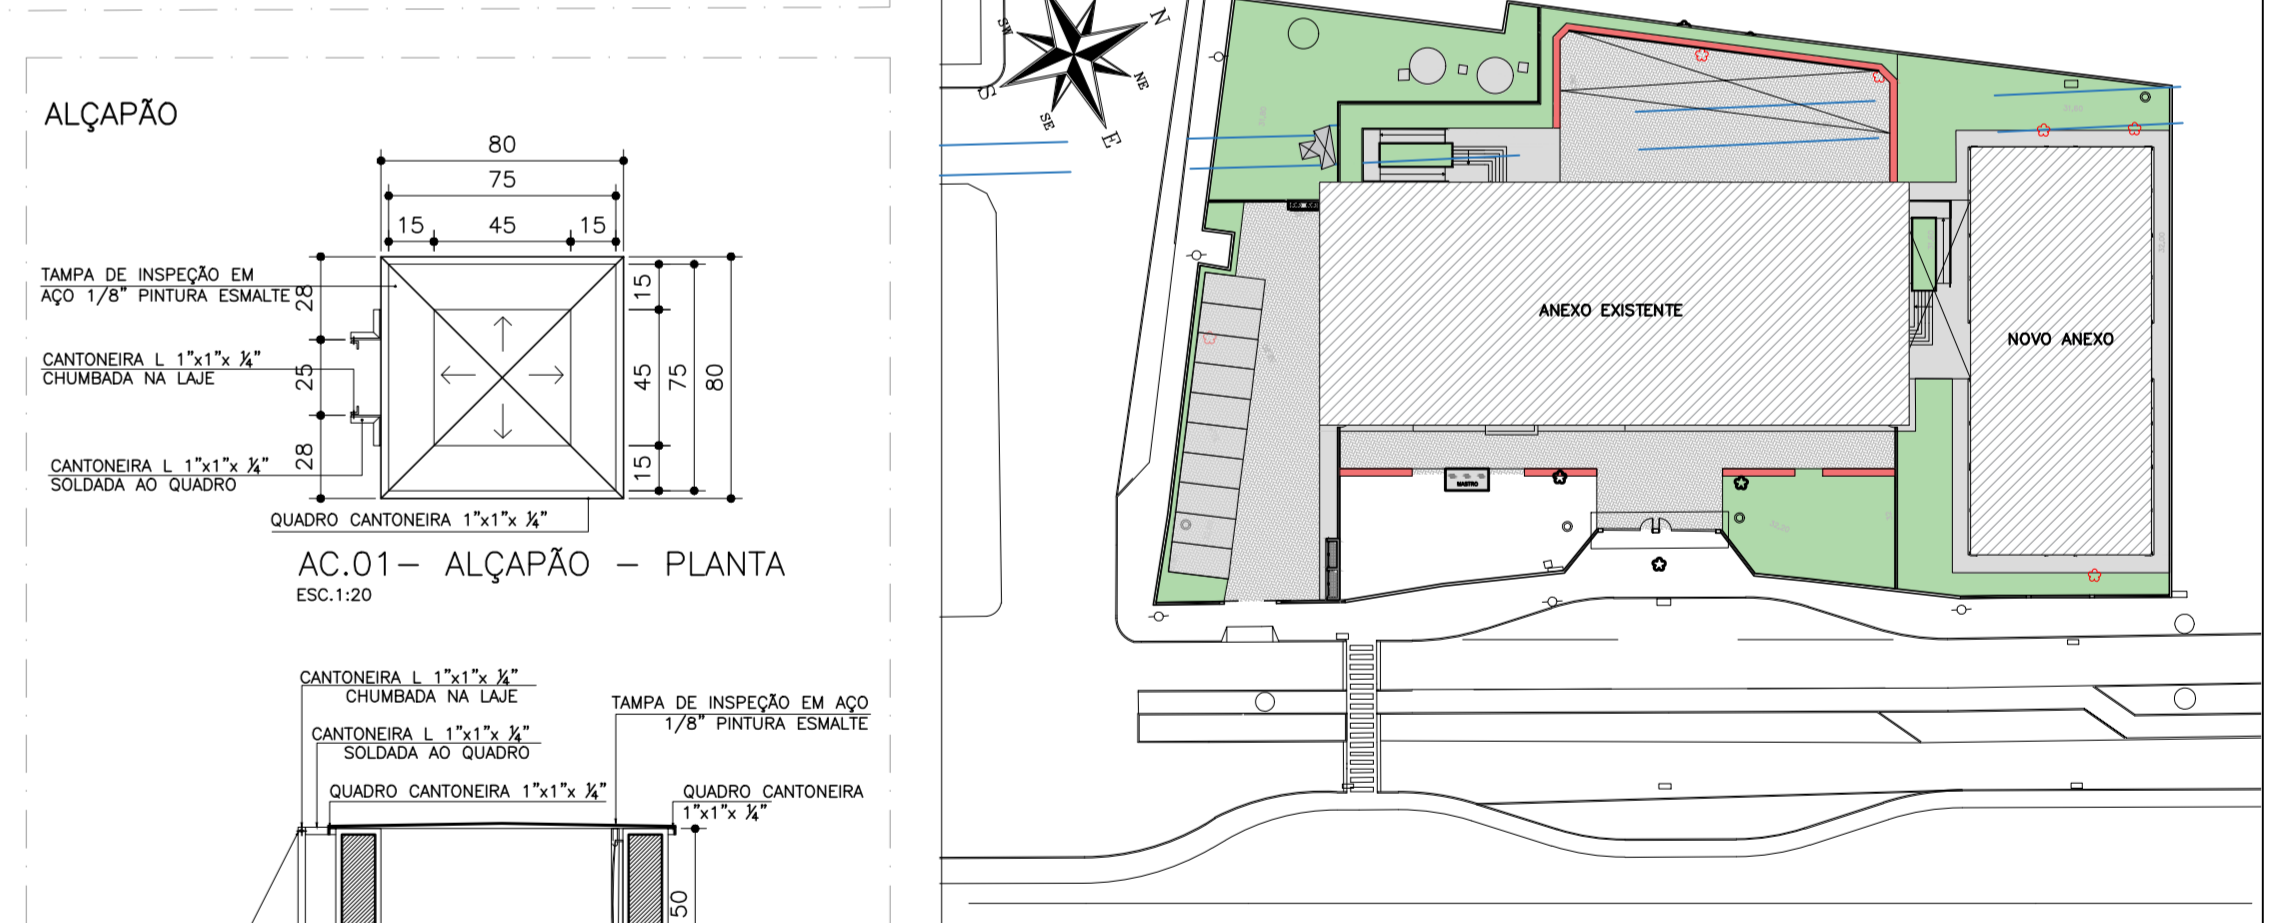 ALÇAPÃO
80
75
15
45
15
TAMPA DE INSPEÇÃO EM
AÇO 1/8" PINTURA ESMALTE
28
CANTONEIRA L 1"x1"x ¼"
CHUMBADA NA LAJE
25
CANTONEIRA L 1"x1"x ¼"
SOLDADA AO QUADRO
28
15
45
15
75
80
QUADRO CANTONEIRA 1"x1"x ¼"
AC.01- ALÇAPÃO - PLANTA
ESC.1:20
CANTONEIRA L 1"x1"x ¼"
CHUMBADA NA LAJE
CANTONEIRA L 1"x1"x ¼"
SOLDADA AO QUADRO
QUADRO CANTONEIRA 1"x1"x ¼"
TAMPA DE INSPEÇÃO EM AÇO
1/8" PINTURA ESMALTE
QUADRO CANTONEIRA
1"x1"x ¼"
50
SW
N
S
NE
SE
E
ANEXO EXISTENTE
NOVO ANEXO
MASTRO